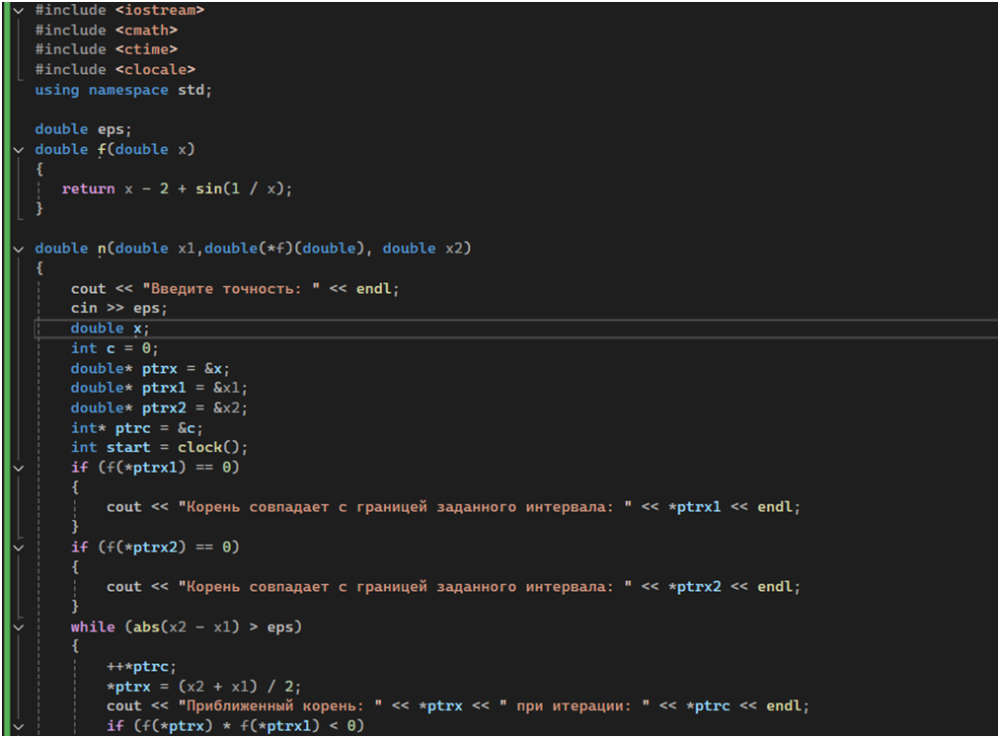 #include <iostream>
#include <cmath>
#include <ctime>
#include <clocale>
using namespace std;
double eps;
double f(double x)
{
return x - 2 + sin(1 / x);
}
double n(double x1,double(*f)(double), double x2)
{
cout << "Введите точность: " << endl;
cin >> eps;
double x;
int c = 0;
double* ptrx = &x;
double* ptrx1 = &x1;
double* ptrx2 = &x2;
int* ptrc = &c;
int start = clock();
if (f(*ptrx1) == 0)
{
cout << "Корень совпадает с границей заданного интервала: " << *ptrx1 << endl;
}
if (f(*ptrx2) == 0)
{
cout << "Корень совпадает с границей заданного интервала: " << *ptrx2 << endl;
}
while (abs(x2 - x1) > eps)
{
++*ptrc;
*ptrx = (x2 + x1) / 2;
cout << "Приближенный корень: " << *ptrx << " при итерации: " << *ptrc << endl;
if (f(*ptrx) * f(*ptrx1) < 0)